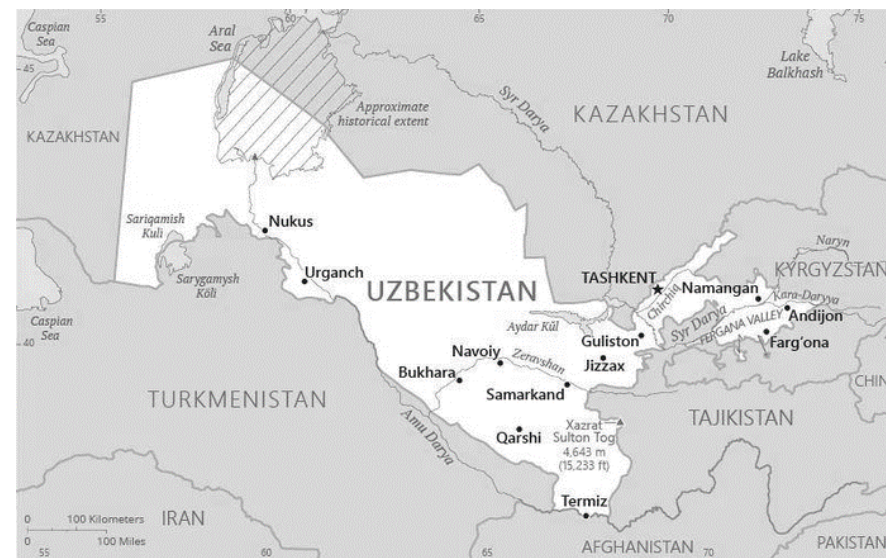 55
60
65
70
75
Caspian
Sea
Aral
Sea
Lake
Balkhash
45
Syr Darya
Approximate
historical extent
KAZAKHSTAN
KAZAKHSTAN
Sariqamish
Kuli
Nukus
Naryn
Sarygamysh
Köli
Urganch
UZBEKISTAN
TASHKENT
Chirchiq
Namangan
KYRGYZSTAN
Kara-Daryya
Caspian
Sea
Aydar Kŭl
Syr Darya
FERGANA VALLEY
Andijon
40
Guliston
Farg'ona
Navoiy
Zeravshan
Jizzax
Bukhara
Samarkand
CHIN
TURKMENISTAN
Amu Darya
Qarshi
Xazrat
Sulton Tog
4,643 m
(15,233 ft)
TAJIKISTAN
Termiz
0 100 Kilometers
0 100 Miles
IRAN
AFGHANISTAN
PAKISTAN
55
60
65
70